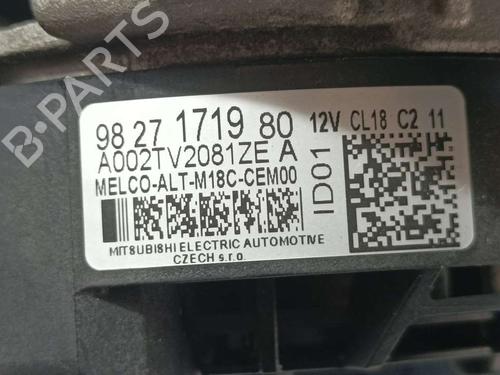 98 27 1719 80 12V CL18 C2 11
A002TV2081ZE A
MELCO-ALT-M18C-CEM00
ID01
MITSUBISHI ELECTRIC AUTOMOTIVE
CZECH s.r.o.
B-PARTS